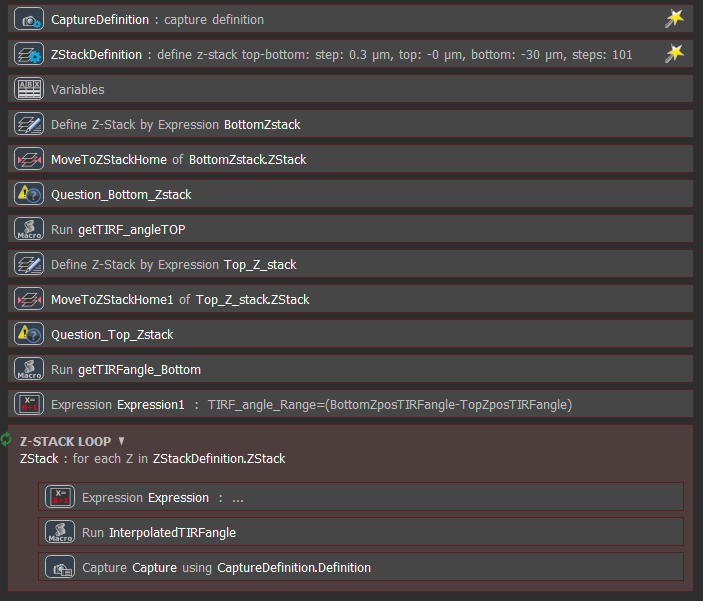 CaptureDefinition : capture definition
ZStackDefinition : define z-stack top-bottom: step: 0.3 µm, top: -0 µm, bottom: -30 µm, steps: 101
A B X
Variables
Define Z-Stack by Expression BottomZstack
MoveToZStackHome of BottomZstack.ZStack
Question_Bottom_Zstack
Macro
Run getTIRF_angleTOP
Define Z-Stack by Expression Top_Z_stack
MoveToZStackHome1 of Top_Z_stack.ZStack
Question_Top_Zstack
Macro
Run getTIRFangle_Bottom
Expression Expression1 : TIRF_angle_Range=(BottomZposTIRFangle-TopZposTIRFangle)
Z-STACK LOOP ▼
ZStack : for each Z in ZStackDefinition.ZStack
Expression Expression : ...
Macro
Run InterpolatedTIRFangle
Capture Capture using CaptureDefinition.Definition